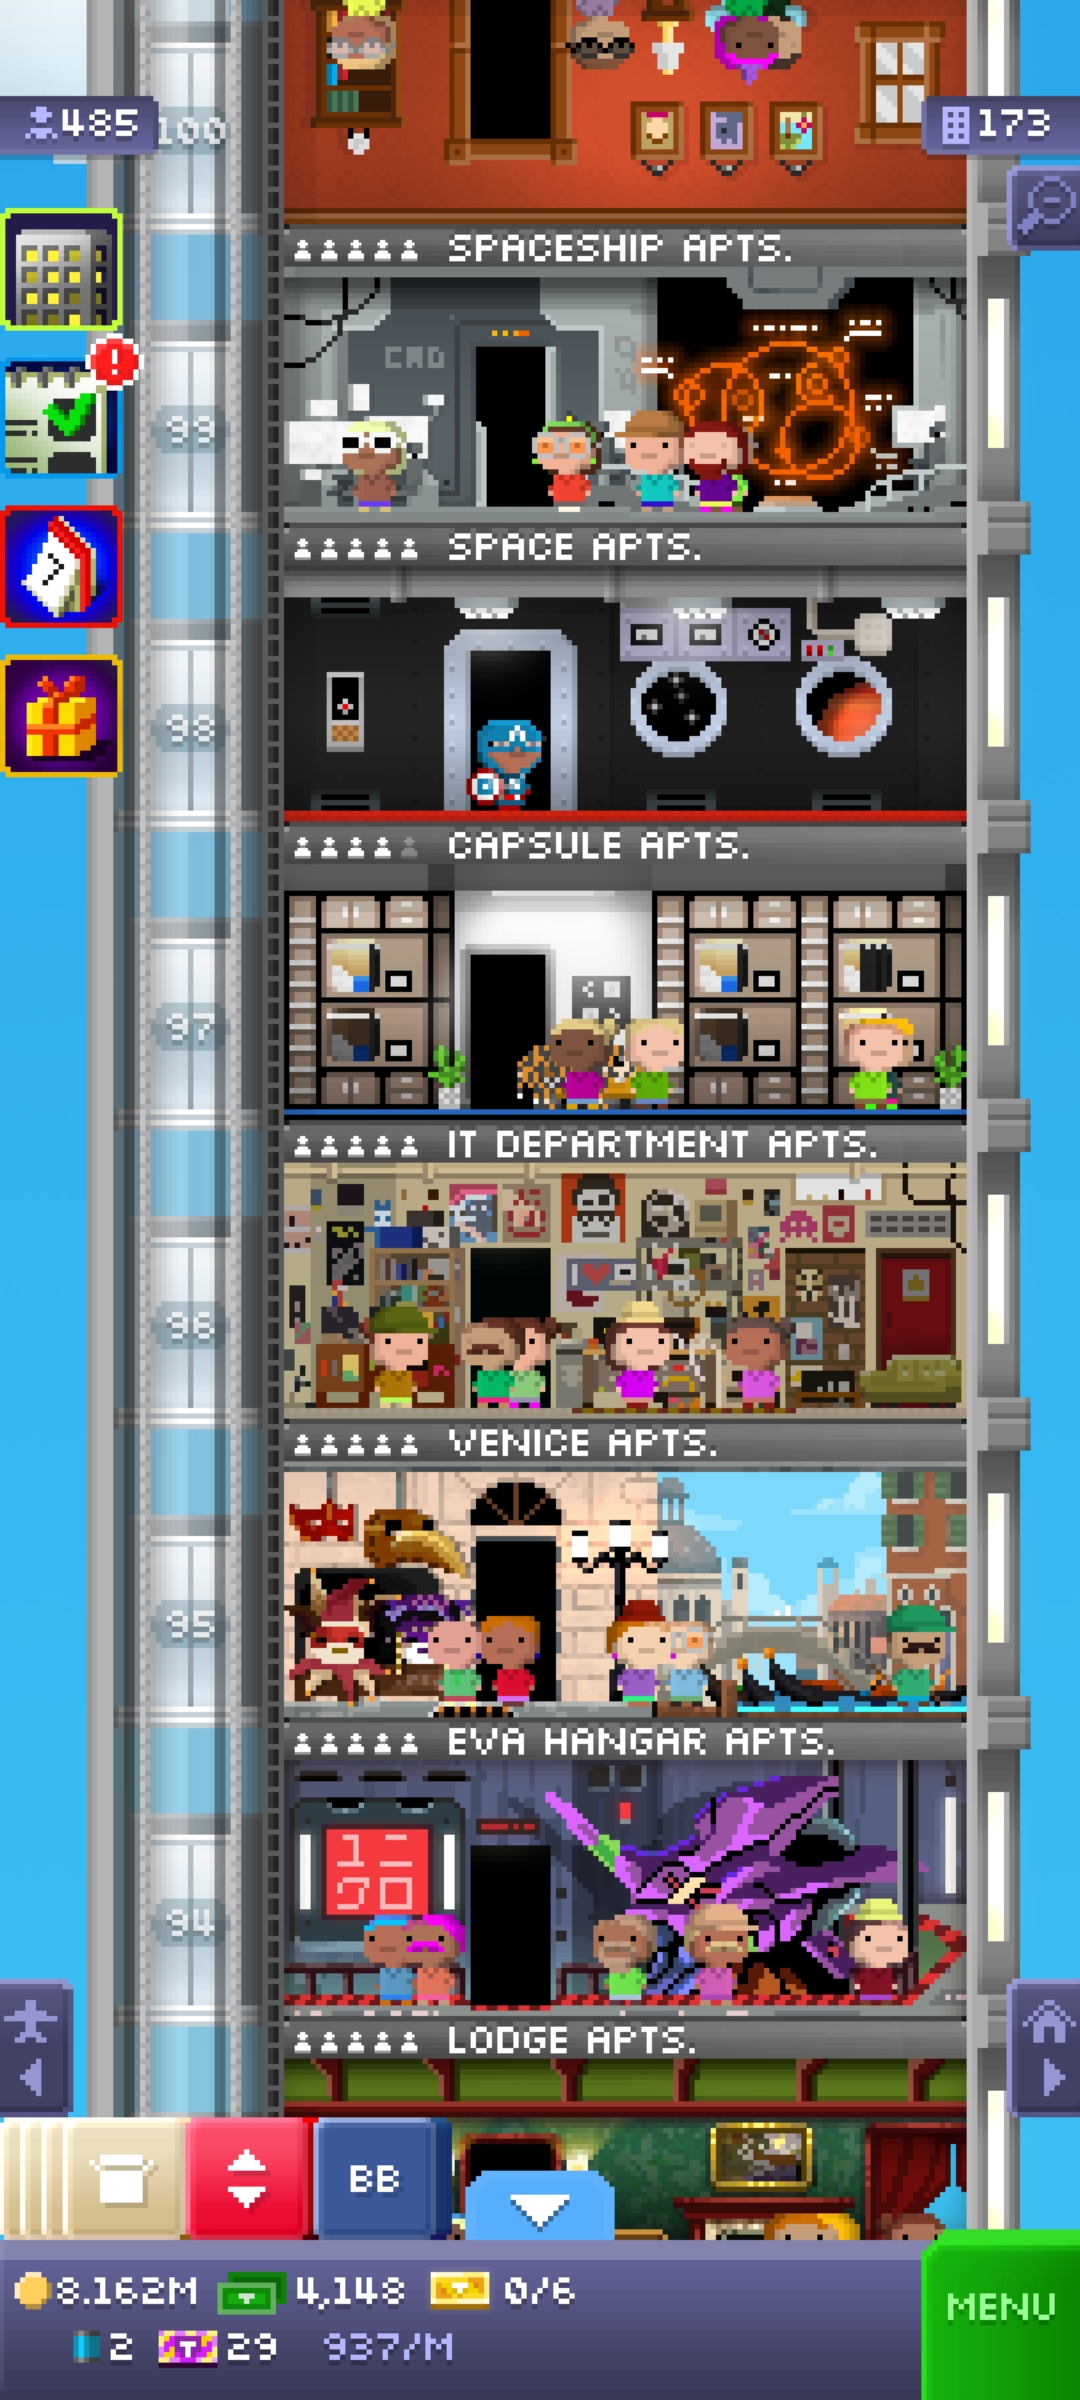 485
100
173
SPACESHIP APTS.
CAD
99
SPACE APTS.
98
CAPSULE APTS.
97
IT DEPARTMENT APTS.
96
VENICE APTS.
95
EVA HANGAR APTS.
94
LODGE APTS.
BB
8.162M 4,148 0/6
MENU
2 T 29 937/M